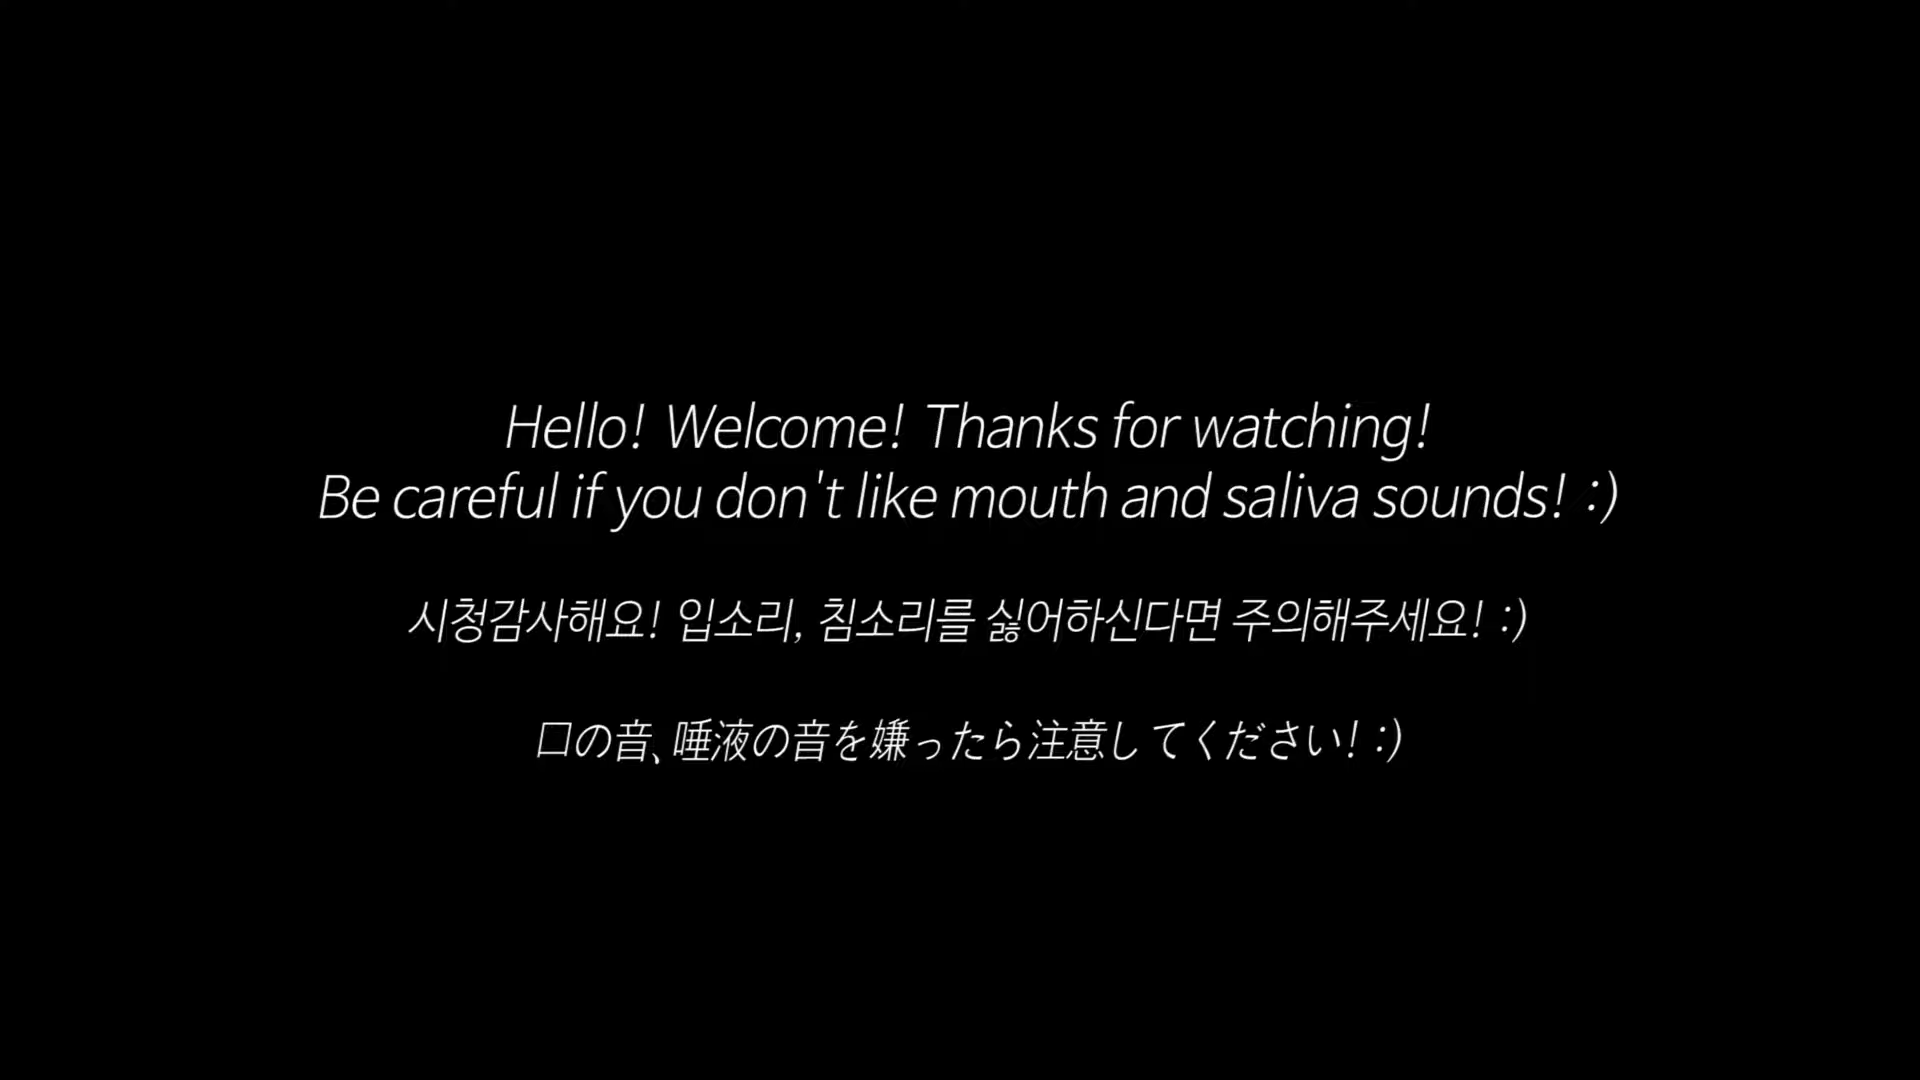 Hello! Welcome! Thanks for watching!
Be careful if you don't like mouth and saliva sounds! :)
시청감사해요! 입소리, 침소리를 싫어하신다면 주의해주세요! :)
口の音、唾液の音を嫌ったら注意してください! :)